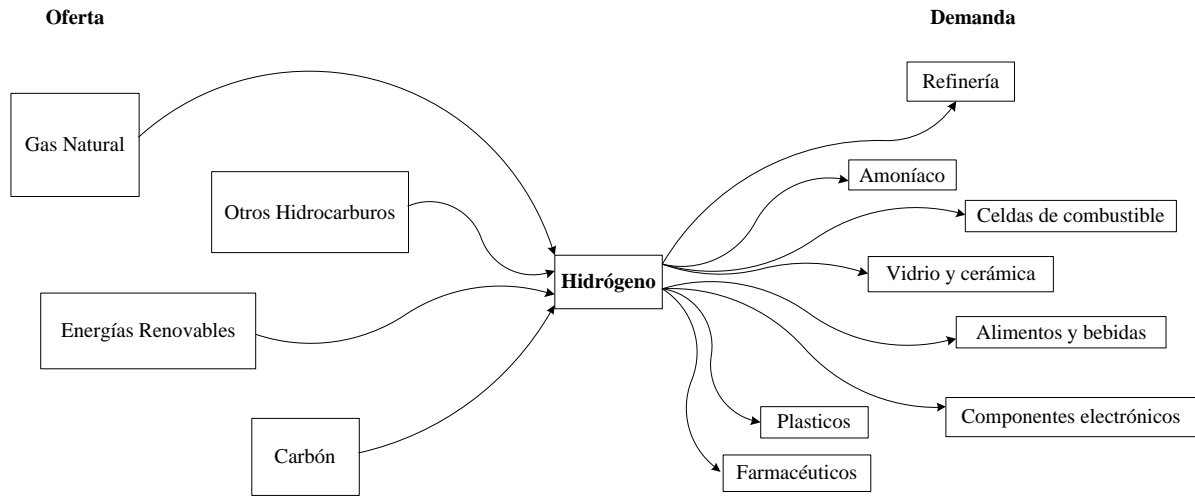 Oferta
Demanda
Gas Natural
Otros Hidrocarburos
Energías Renovables
Carbón
Hidrógeno
Refinería
Amoníaco
Celdas de combustible
Vidrio y cerámica
Alimentos y bebidas
Componentes electrónicos
Plasticos
Farmacéuticos